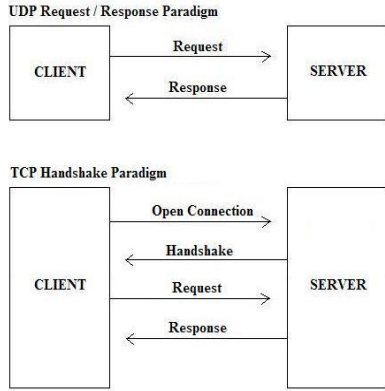 UDP Request / Response Paradigm
Request
CLIENT
SERVER
Response
TCP Handshake Paradigm
Open Connection
Handshake
CLIENT
Request
SERVER
Response